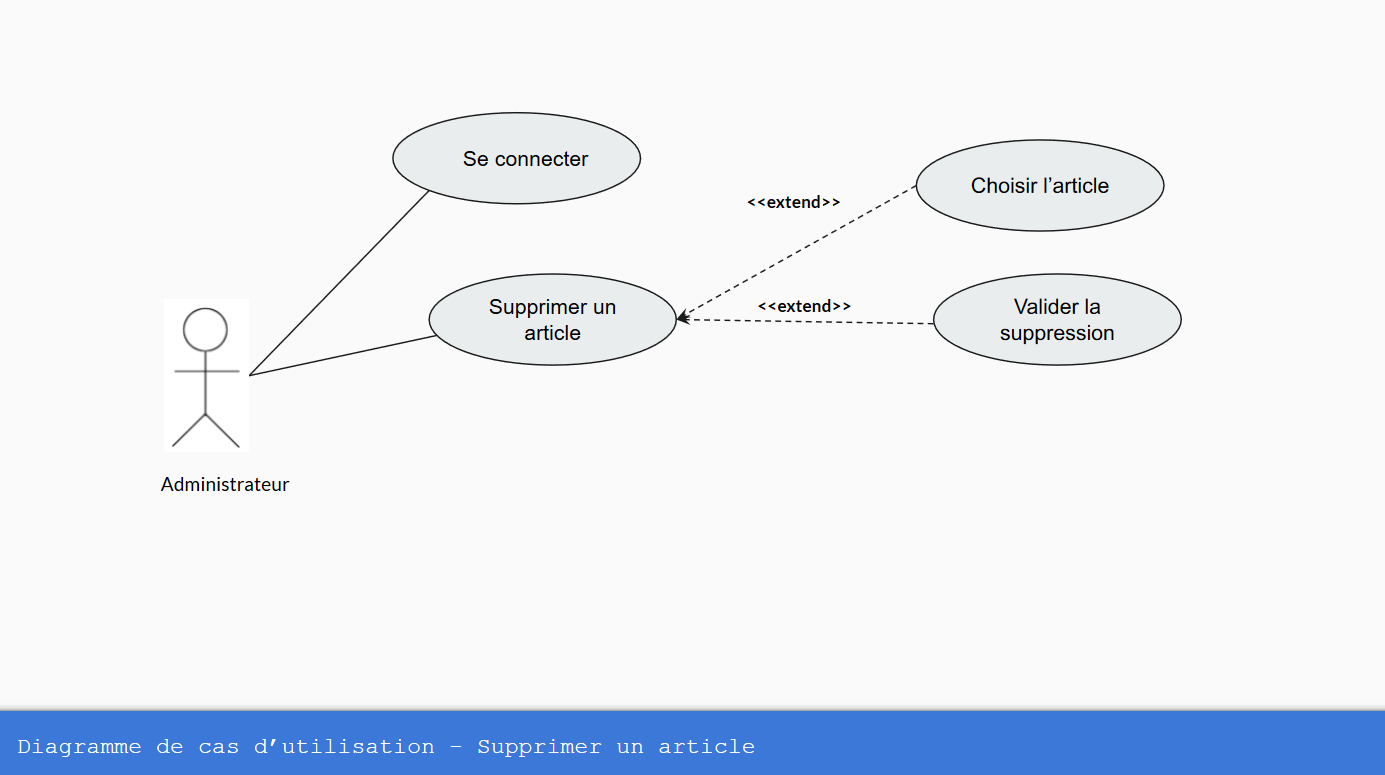 Se connecter
Choisir l’article
<<extend>>
<<extend>>
Supprimer un
article
Valider la
suppression
Administrateur
Diagramme de cas d’utilisation – Supprimer un article